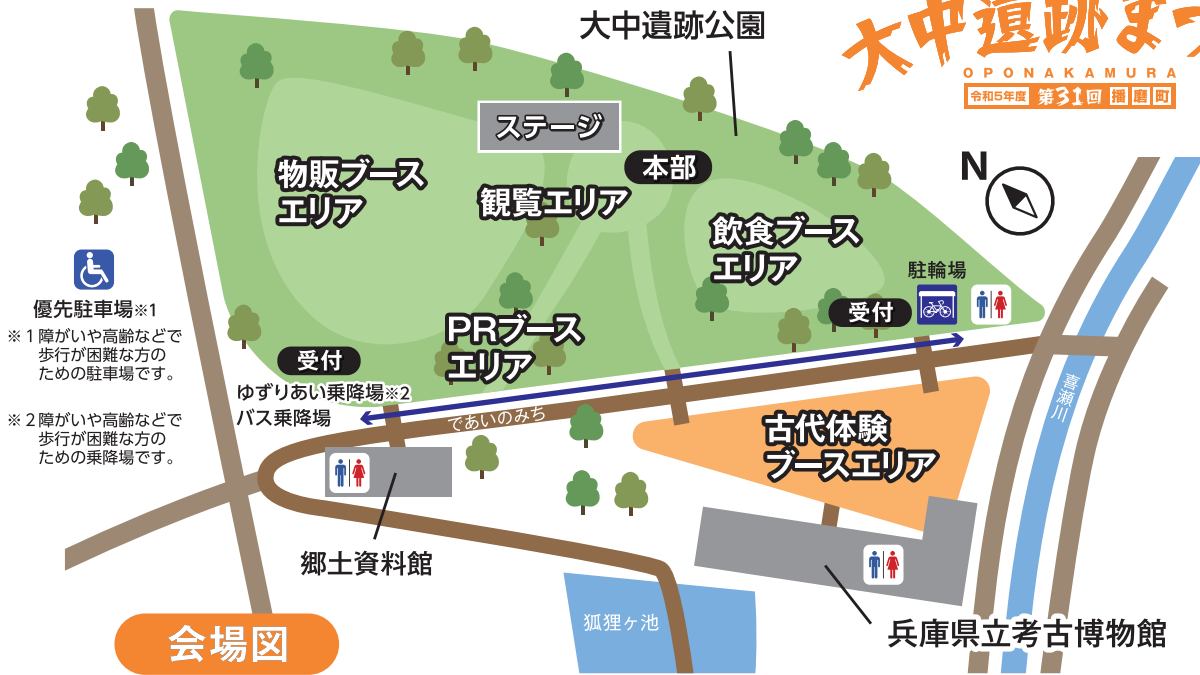 大中遺跡公園
大中遺跡まつ
OPONAKAMURA
令和5年度 第31回 播磨町
ステージ
本部
物販ブース
エリア
観覧エリア
飲食ブース
エリア
N
駐輪場
優先駐車場※1
※1障がいや高齢などで
歩行が困難な方の
ための駐車場です。
※2障がいや高齢などで
歩行が困難な方の
ための乗降場です。
受付
PRブース
エリア
受付
ゆずりあい乗降場※2
バス乗降場
であいのみち
古代体験
ブースエリア
喜瀬川
郷土資料館
狐狸ヶ池
兵庫県立考古博物館
会場図